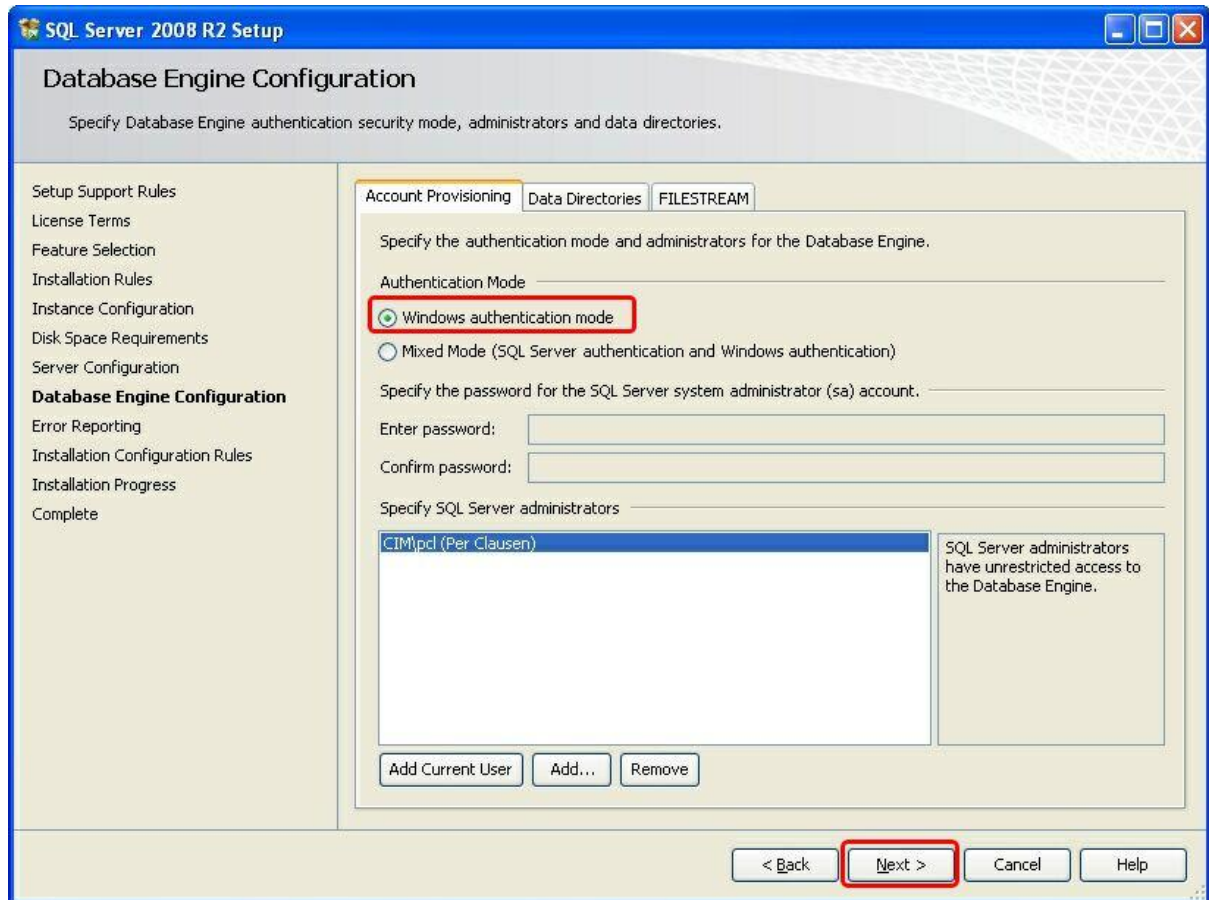 SQL Server 2008 R2 Setup
Database Engine Configuration
Specify Database Engine authentication security mode, administrators and data directories.
Setup Support Rules
License Terms
Feature Selection
Installation Rules
Instance Configuration
Disk Space Requirements
Server Configuration
Database Engine Configuration
Error Reporting
Installation Configuration Rules
Installation Progress
Complete
Account Provisioning Data Directories FILESTREAM
Specify the authentication mode and administrators for the Database Engine.
Authentication Mode
Windows authentication mode
Mixed Mode (SQL Server authentication and Windows authentication)
Specify the password for the SQL Server system administrator (sa) account.
Enter password:
Confirm password:
Specify SQL Server administrators
CIM\pcl (Per Clausen)
SQL Server administrators
have unrestricted access to
the Database Engine.
Add Current User Add... Remove
< Back Next > Cancel Help